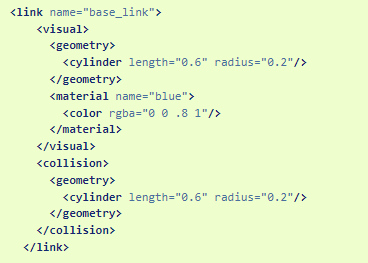 <link name="base_link">
    <visual>
      <geometry>
        <cylinder length="0.6" radius="0.2"/>
      </geometry>
      <material name="blue">
        <color rgba="0 0 .8 1"/>
      </material>
    </visual>
    <collision>
      <geometry>
        <cylinder length="0.6" radius="0.2"/>
      </geometry>
    </collision>
  </link>